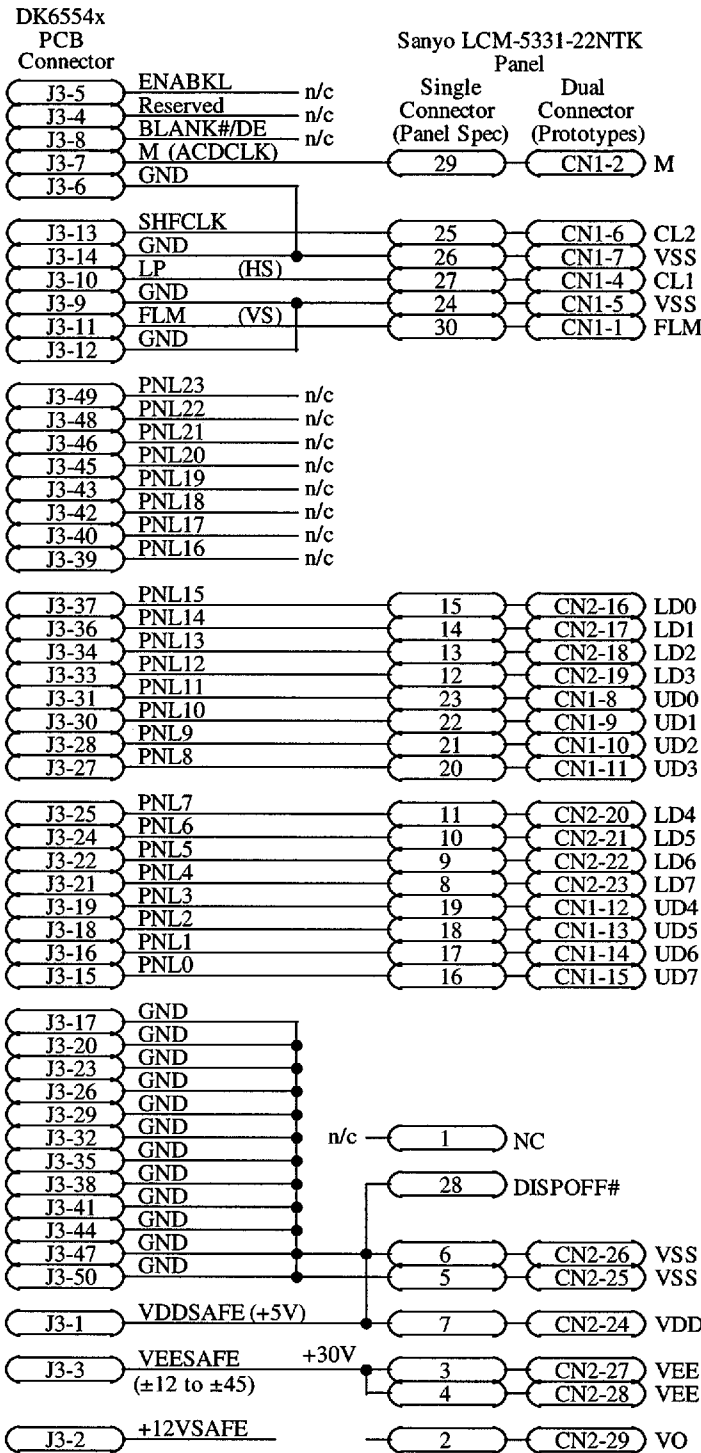 DK6554x
PCB
Connector
Sanyo LCM-5331-22NTK
Panel
Single Connector (Panel Spec)
Dual Connector (Prototypes)
J3-5 ENABKL n/c
J3-4 Reserved n/c
J3-8 BLANK#/DE n/c
J3-7 M (ACDCLK) 29 CN1-2 M
J3-6 GND
J3-13 SHFCLK 25 CN1-6 CL2
J3-14 GND 26 CN1-7 VSS
J3-10 LP (HS) 27 CN1-4 CL1
J3-9 GND 24 CN1-5 VSS
J3-11 FLM (VS) 30 CN1-1 FLM
J3-12 GND
J3-49 PNL23 n/c
J3-48 PNL22 n/c
J3-46 PNL21 n/c
J3-45 PNL20 n/c
J3-43 PNL19 n/c
J3-42 PNL18 n/c
J3-40 PNL17 n/c
J3-39 PNL16 n/c
J3-37 PNL15 15 CN2-16 LD0
J3-36 PNL14 14 CN2-17 LD1
J3-34 PNL13 13 CN2-18 LD2
J3-33 PNL12 12 CN2-19 LD3
J3-31 PNL11 23 CN1-8 UD0
J3-30 PNL10 22 CN1-9 UD1
J3-28 PNL9 21 CN1-10 UD2
J3-27 PNL8 20 CN1-11 UD3
J3-25 PNL7 11 CN2-20 LD4
J3-24 PNL6 10 CN2-21 LD5
J3-22 PNL5 9 CN2-22 LD6
J3-21 PNL4 8 CN2-23 LD7
J3-19 PNL3 19 CN1-12 UD4
J3-18 PNL2 18 CN1-13 UD5
J3-16 PNL1 17 CN1-14 UD6
J3-15 PNL0 16 CN1-15 UD7
J3-17 GND
J3-20 GND
J3-23 GND
J3-26 GND
J3-29 GND
J3-32 GND n/c 1 NC
J3-35 GND
J3-38 GND 28 DISPOFF#
J3-41 GND
J3-44 GND
J3-47 GND 6 CN2-26 VSS
J3-50 GND 5 CN2-25 VSS
J3-1 VDDSAFE (+5V) 7 CN2-24 VDD
J3-3 VEESAFE +30V 3 CN2-27 VEE
(±12 to ±45) 4 CN2-28 VEE
J3-2 +12VSAFE 2 CN2-29 VO